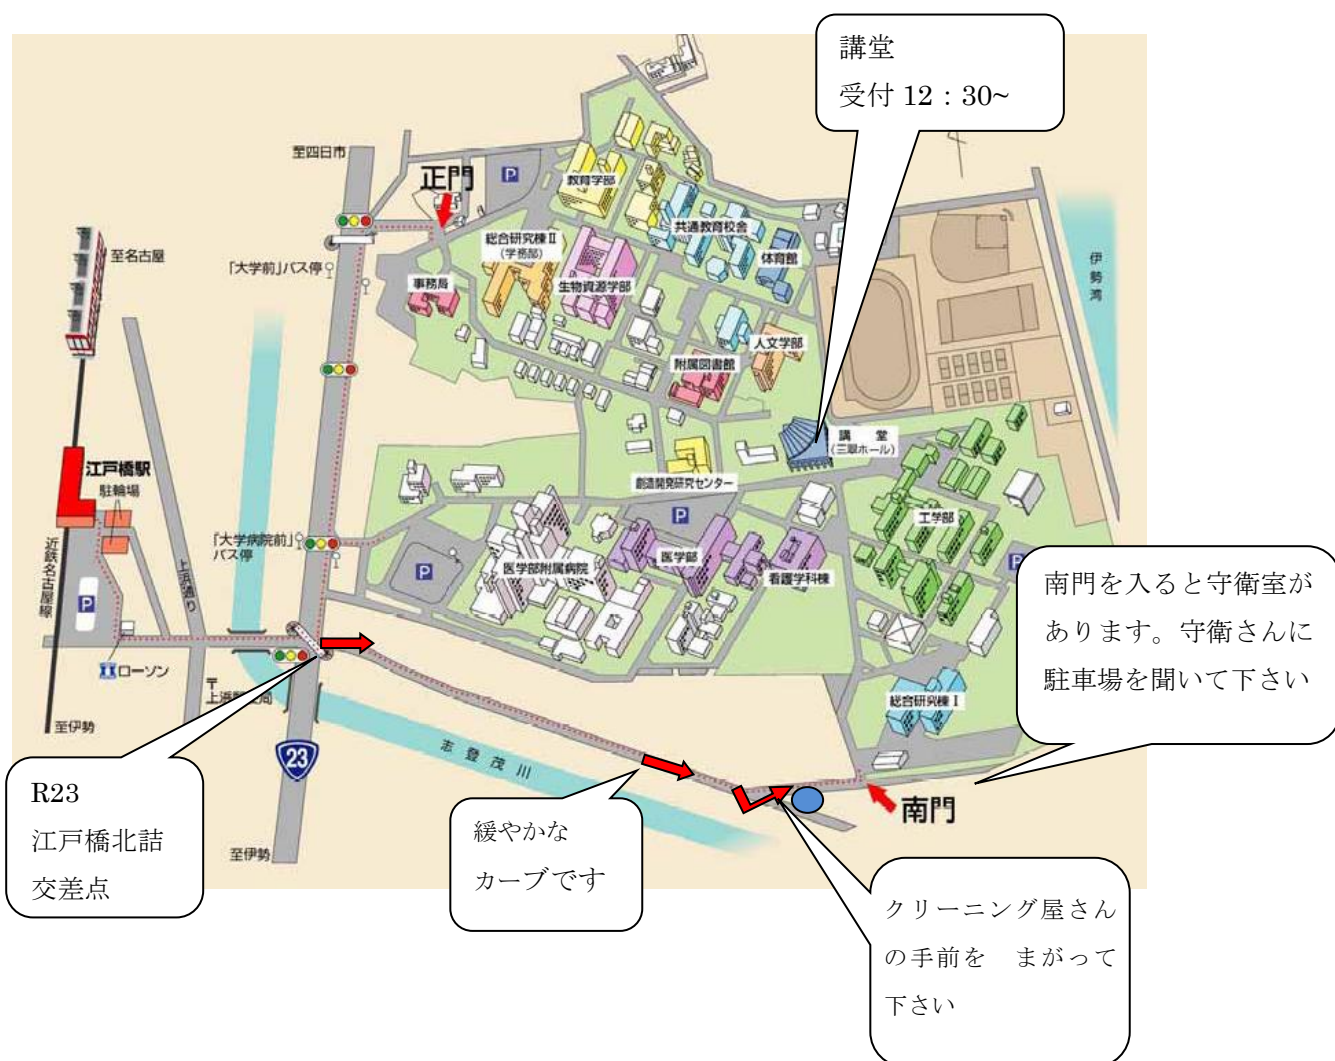 講堂
受付 12：30~
至四日市
正門
P
教育学部
共通教育校舎
体育館
総合研究棟Ⅱ
(学務部)
生物資源学部
事務局
「大学前」バス停
至名古屋
伊勢湾
人文学部
附属図書館
講堂
(三翠ホール)
創造開発研究センター
工学部
江戸橋駅
駐輪場
近鉄名古屋線
上浜通り
P
「大学病院前」
バス停
P
P
医学部附属病院
医学部
看護学科棟
P
南門を入ると守衛室が
あります。守衛さんに
駐車場を聞いて下さい
ローソン
〒
上浜
局
至伊勢
23
志登茂川
総合研究棟Ⅰ
南門
至伊勢
R23
江戸橋北詰
交差点
緩やかな
カーブです
クリーニング屋さん
の手前を　まがって
下さい